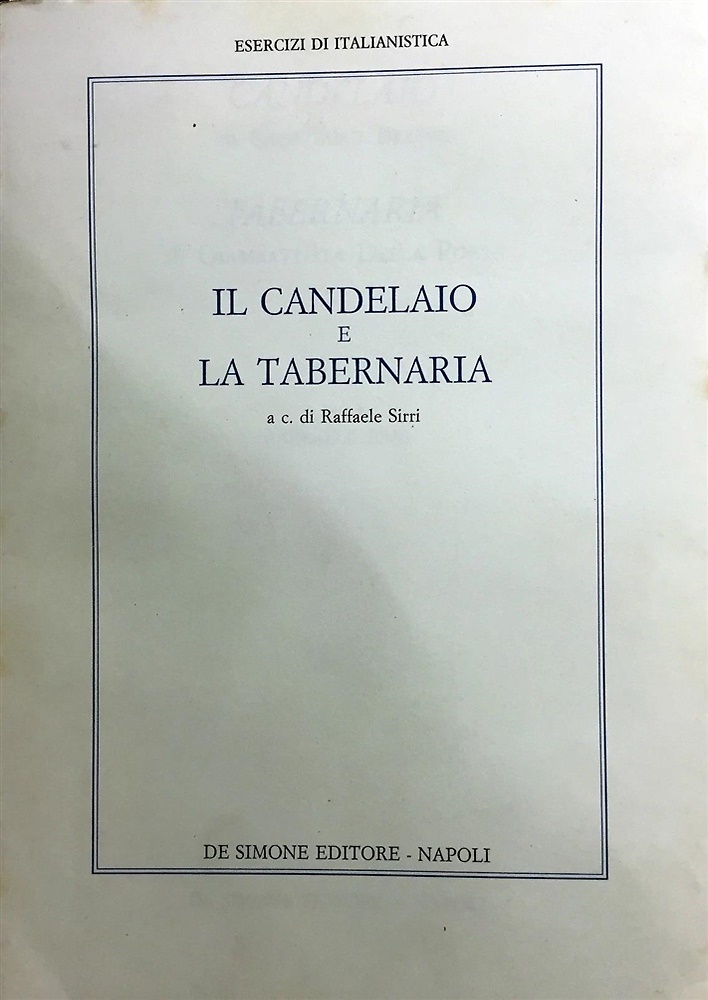 ESERCIZI DI ITALIANISTICA
IL CANDELAIO
E
LA TABERNARIA
a c. di Raffaele Sirri
DE SIMONE EDITORE - NAPOLI